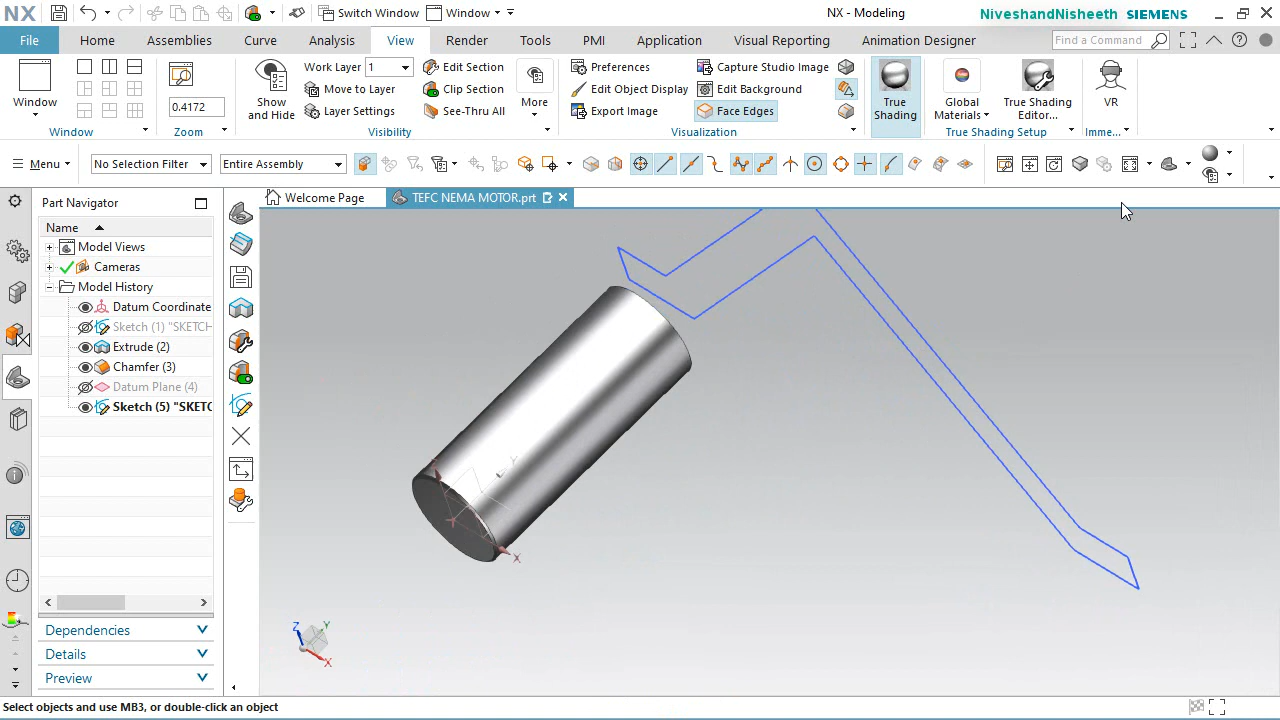 NX
Switch Window
Window
NX - Modeling
NiveshandNisheeth SIEMENS
File
Home
Assemblies
Curve
Analysis
View
Render
Tools
PMI
Application
Visual Reporting
Animation Designer
Find a Command
Window
0.4172
Show and Hide
Work Layer 1
Move to Layer
Layer Settings
Edit Section
Clip Section
See-Thru All
More
Preferences
Edit Object Display
Export Image
Capture Studio Image
Edit Background
Face Edges
True Shading
Global Materials
True Shading Editor...
VR
Window
Zoom
Visibility
Visualization
True Shading Setup
Imme...
Menu
No Selection Filter
Entire Assembly
Part Navigator
Welcome Page
TEFC NEMA MOTOR.prt
Name
Model Views
Cameras
Model History
Datum Coordinate
Sketch (1) "SKETCH
Extrude (2)
Chamfer (3)
Datum Plane (4)
Sketch (5) "SKETC
Dependencies
Details
Preview
X
Y
Z
Y
X
Select objects and use MB3, or double-click an object